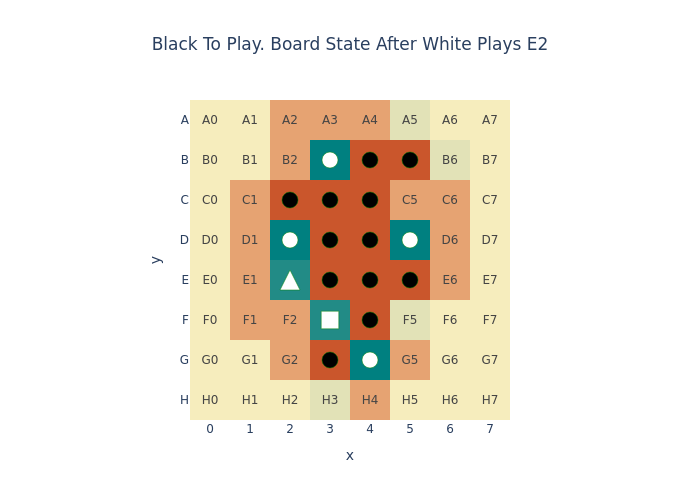 Black To Play. Board State After White Plays E2
A A0 A1 A2 A3 A4 A5 A6 A7
B B0 B1 B2 B6 B7
C C0 C1 C5 C6 C7
D D0 D1 D6 D7
E E0 E1 E6 E7
F F0 F1 F2 F5 F6 F7
G G0 G1 G2 G5 G6 G7
H H0 H1 H2 H3 H4 H5 H6 H7
0 1 2 3 4 5 6 7
x
y